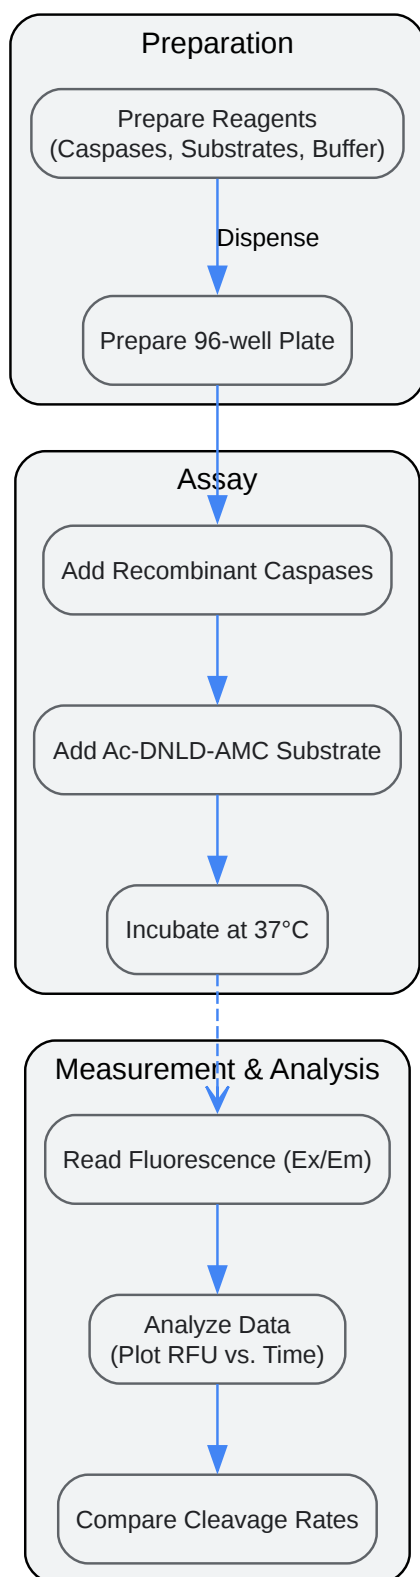 Preparation
Prepare Reagents
(Caspases, Substrates, Buffer)
Dispense
Prepare 96-well Plate
Assay
Add Recombinant Caspases
Add Ac-DNLD-AMC Substrate
Incubate at 37°C
Measurement & Analysis
Read Fluorescence (Ex/Em)
Analyze Data
(Plot RFU vs. Time)
Compare Cleavage Rates